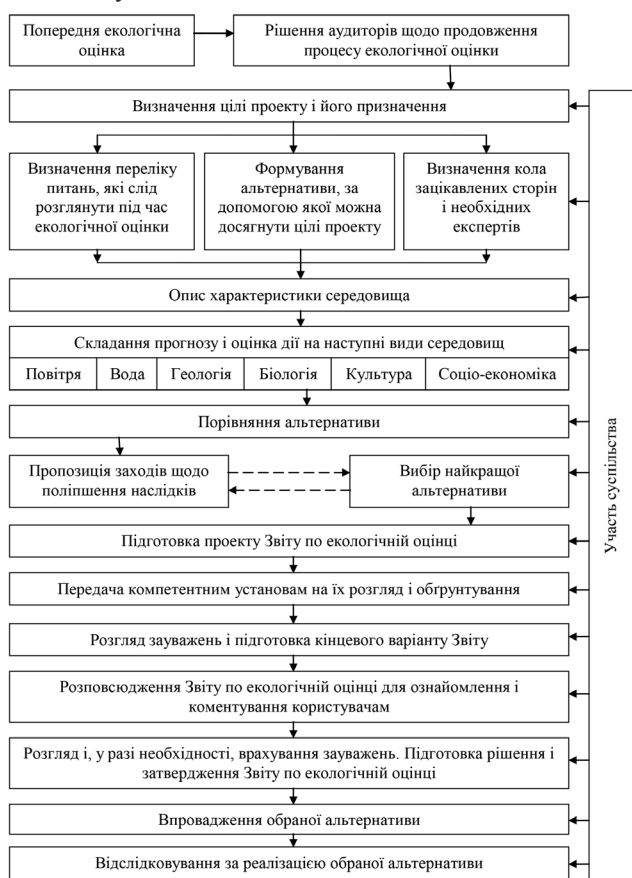 Попередня екологічна
оцінка
Рішення аудиторів щодо продовження
процесу екологічної оцінки
Визначення цілі проекту і його призначення
Визначення переліку
питань, які слід
розглянути під час
екологічної оцінки
Формування
альтернативи, за
допомогою якої можна
досягнути цілі проекту
Визначення кола
зацікавлених сторін
і необхідних
експертів
Опис характеристики середовища
Складання прогнозу і оцінка дії на наступні види середовищ
Повітря Вода Геологія Біологія Культура Соціо-економіка
Порівняння альтернативи
Пропозиція заходів щодо
поліпшення наслідків
Вибір найкращої
альтернативи
Підготовка проекту Звіту по екологічній оцінці
Передача компетентним установам на їх розгляд і обґрунтування
Розгляд зауважень і підготовка кінцевого варіанту Звіту
Розповсюдження Звіту по екологічній оцінці для ознайомлення і
коментування користувачам
Розгляд і, у разі необхідності, врахування зауважень. Підготовка рішення і
затвердження Звіту по екологічній оцінці
Впровадження обраної альтернативи
Відслідковування за реалізацією обраної альтернативи
Участь суспільства